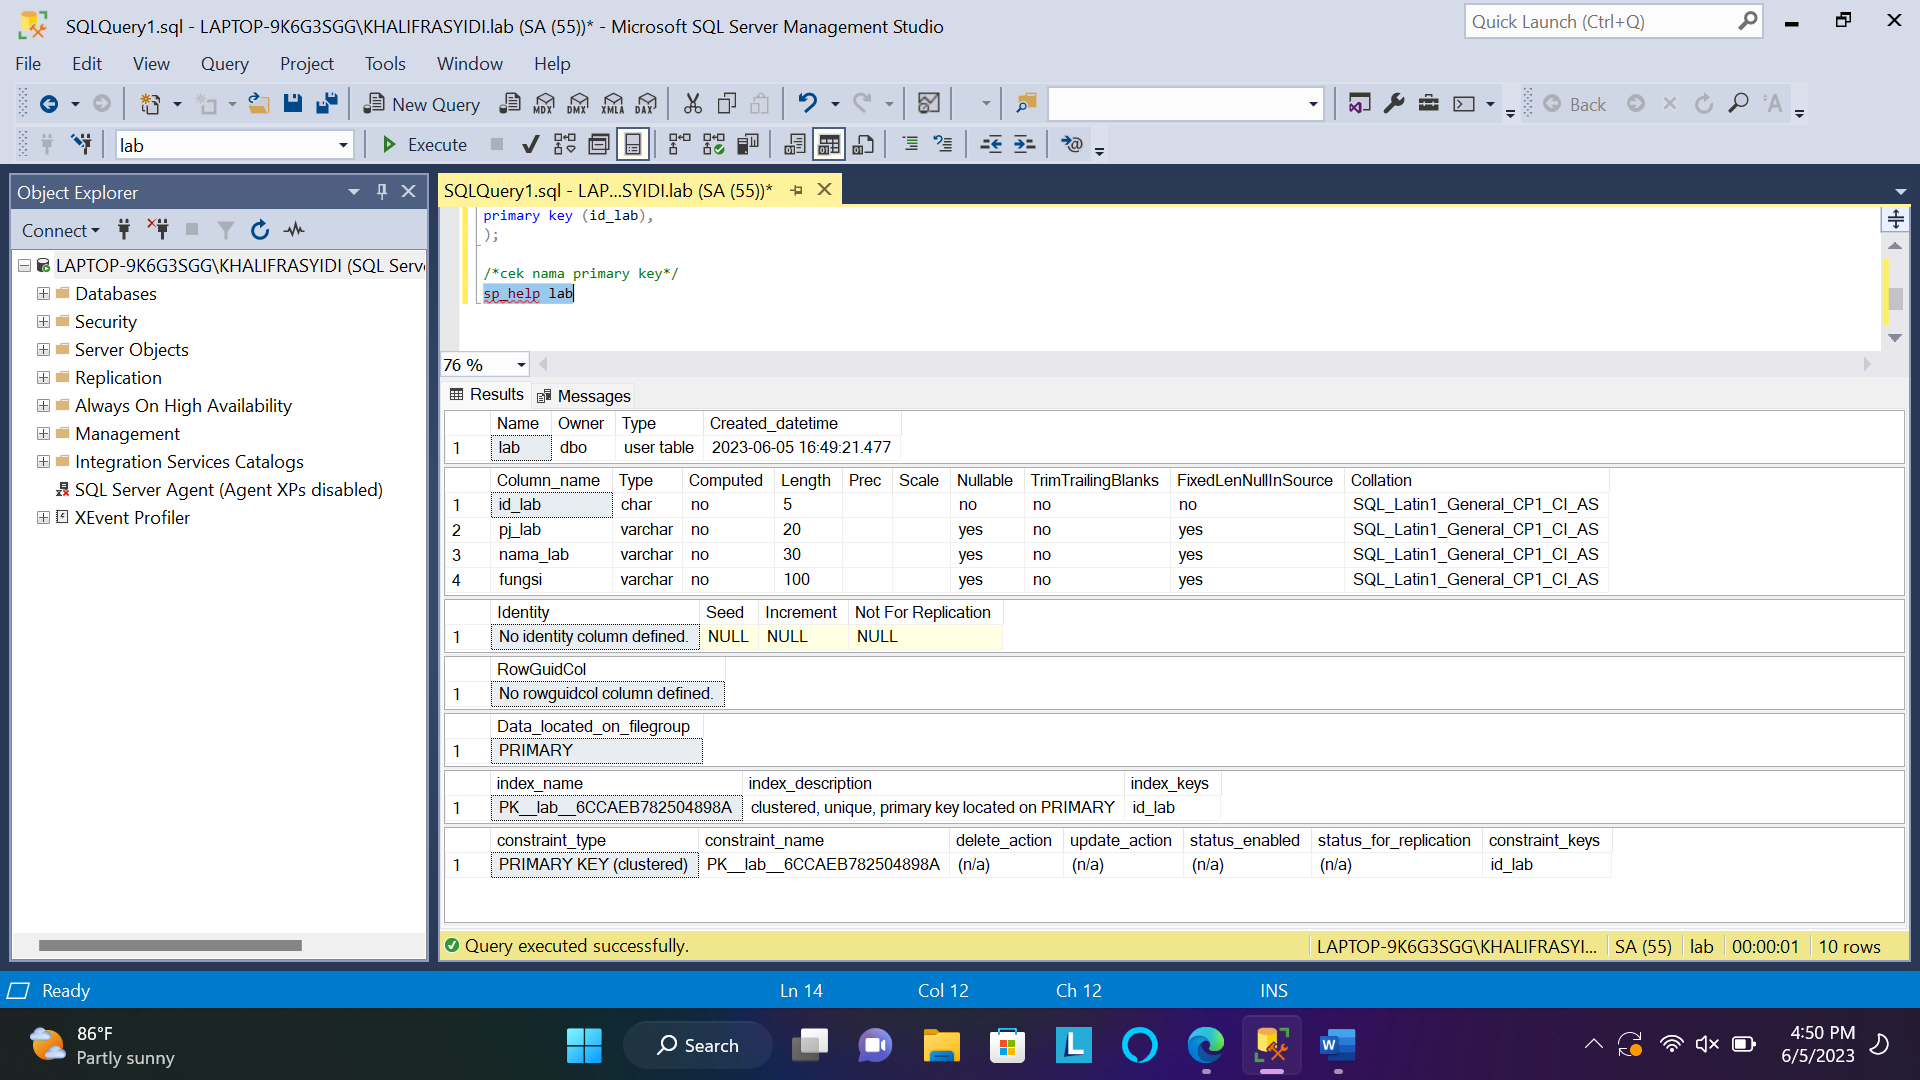 SQLQuery1.sql - LAPTOP-9K6G3SGG\KHALIFRASYIDI.lab (SA (55))* - Microsoft SQL Server Management Studio
Quick Launch (Ctrl+Q)
File Edit View Query Project Tools Window Help
New Query MDX DMX XMLA DAX Back
lab Execute
Object Explorer
SQLQuery1.sql - LAP...SYIDI.lab (SA (55))*
Connect
LAPTOP-9K6G3SGG\KHALIFRASYIDI (SQL Serv
Databases
Security
Server Objects
Replication
Always On High Availability
Management
Integration Services Catalogs
SQL Server Agent (Agent XPs disabled)
XEvent Profiler
primary key (id_lab),
);
/*cek nama primary key*/
sp_help lab
76 %
Results Messages
Name Owner Type Created_datetime
1 lab dbo user table 2023-06-05 16:49:21.477
Column_name Type Computed Length Prec Scale Nullable TrimTrailingBlanks FixedLenNullInSource Collation
1 id_lab char no 5 no no no SQL_Latin1_General_CP1_CI_AS
2 pj_lab varchar no 20 yes no yes SQL_Latin1_General_CP1_CI_AS
3 nama_lab varchar no 30 yes no yes SQL_Latin1_General_CP1_CI_AS
4 fungsi varchar no 100 yes no yes SQL_Latin1_General_CP1_CI_AS
Identity Seed Increment Not For Replication
1 No identity column defined. NULL NULL NULL
RowGuidCol
1 No rowguidcol column defined.
Data_located_on_filegroup
1 PRIMARY
index_name index_description index_keys
1 PK__lab__6CCAEB782504898A clustered, unique, primary key located on PRIMARY id_lab
constraint_type constraint_name delete_action update_action status_enabled status_for_replication constraint_keys
1 PRIMARY KEY (clustered) PK__lab__6CCAEB782504898A (n/a) (n/a) (n/a) (n/a) id_lab
Query executed successfully. LAPTOP-9K6G3SGG\KHALIFRASYI... SA (55) lab 00:00:01 10 rows
Ready Ln 14 Col 12 Ch 12 INS
86°F
Partly sunny
Search
L
W
4:50 PM
6/5/2023